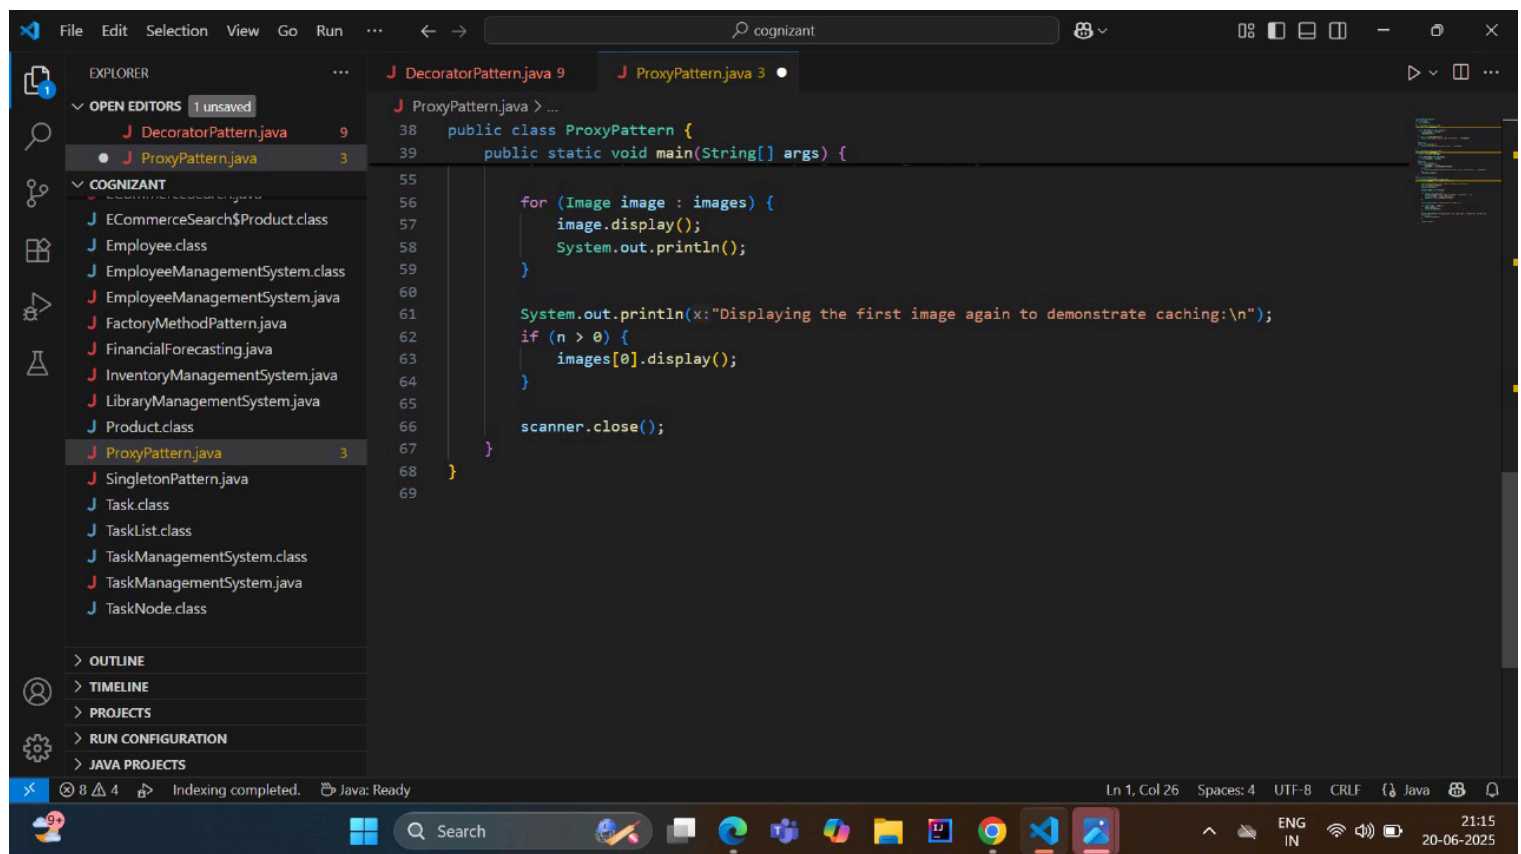 File Edit Selection View Go Run ... cognizant
EXPLORER ...
OPEN EDITORS 1 unsaved
J DecoratorPattern.java 9
J ProxyPattern.java 3
COGNIZANT
J ECommerceSearch$Product.class
J Employee.class
J EmployeeManagementSystem.class
J EmployeeManagementSystem.java
J FactoryMethodPattern.java
J FinancialForecasting.java
J InventoryManagementSystem.java
J LibraryManagementSystem.java
J Product.class
J ProxyPattern.java 3
J SingletonPattern.java
J Task.class
J TaskList.class
J TaskManagementSystem.class
J TaskManagementSystem.java
J TaskNode.class
OUTLINE
TIMELINE
PROJECTS
RUN CONFIGURATION
JAVA PROJECTS
1
J DecoratorPattern.java 9 J ProxyPattern.java 3
J ProxyPattern.java > ...
38 public class ProxyPattern {
39 public static void main(String[] args) {
55
56 for (Image image : images) {
57 image.display();
58 System.out.println();
59 }
60
61 System.out.println(x:"Displaying the first image again to demonstrate caching:\n");
62 if (n > 0) {
63 images[0].display();
64 }
65
66 scanner.close();
67 }
68 }
69
8 4 Indexing completed. Java: Ready Ln 1, Col 26 Spaces: 4 UTF-8 CRLF Java
9+ Search ENG IN 21:15
20-06-2025